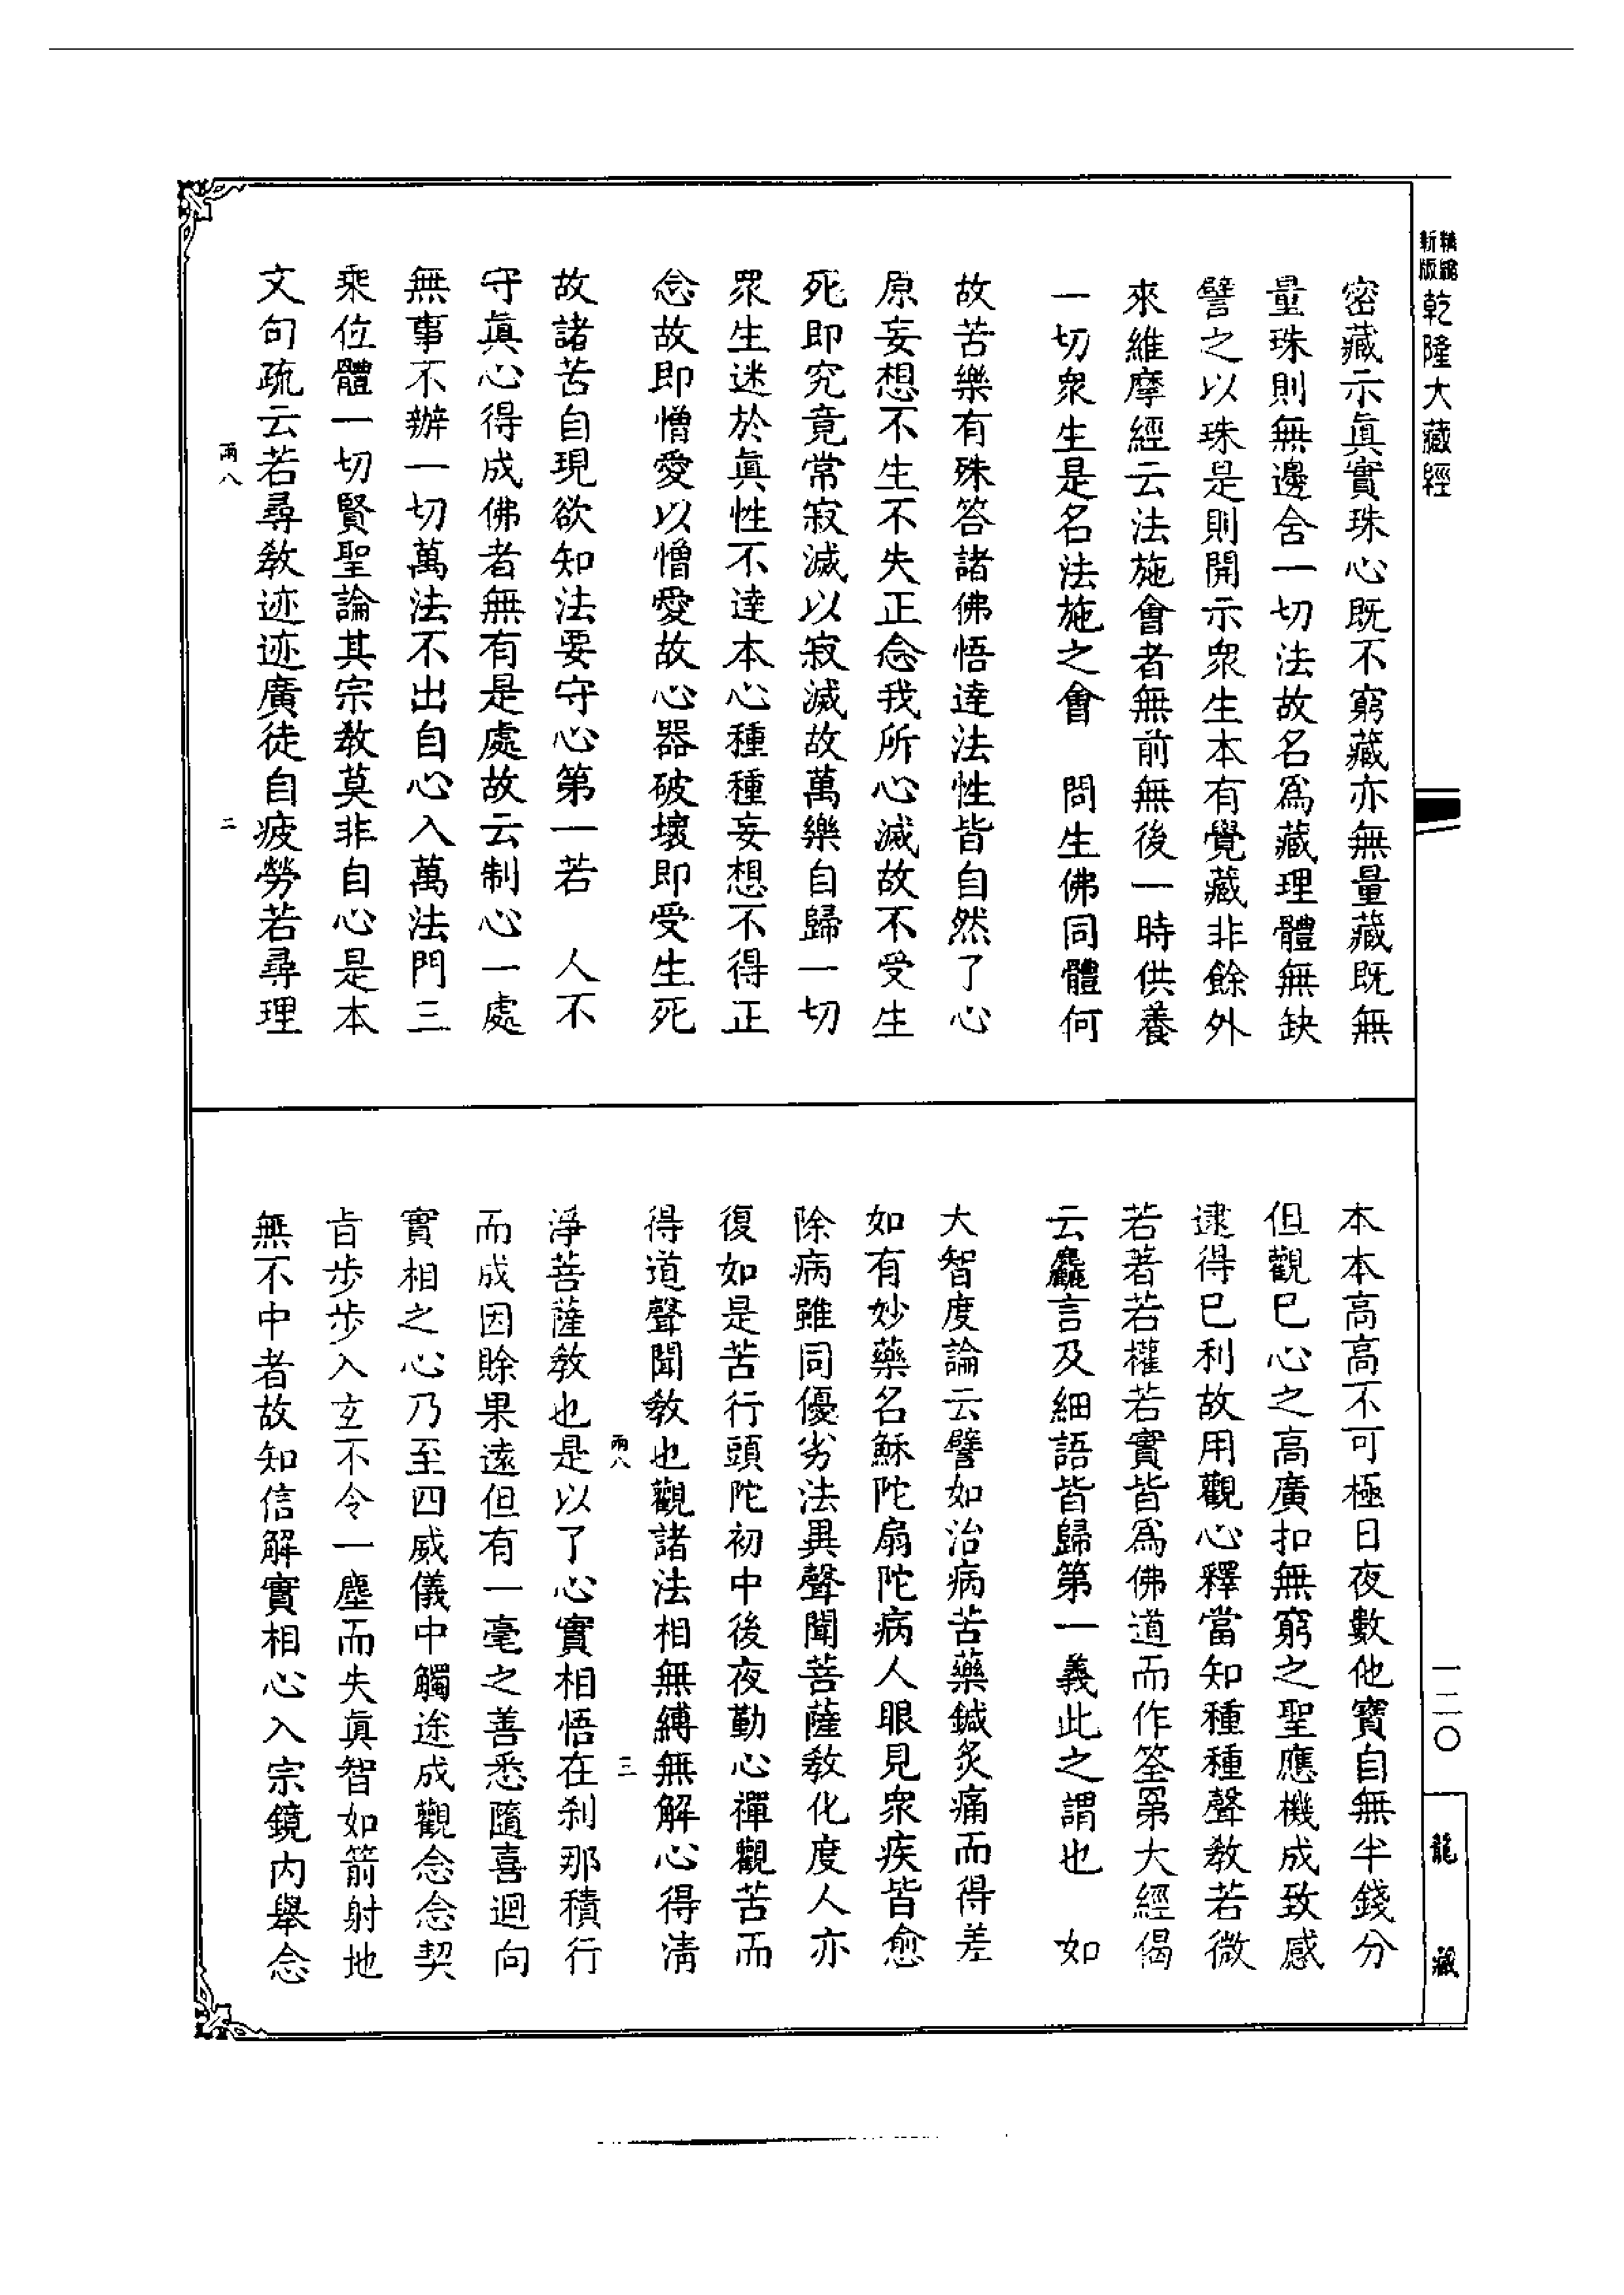 精縮新版乾隆大藏經
密藏示眞實珠心既不窮藏亦無量藏既無
量珠則無邊舍一切法故名爲藏理體無缺
譬之以珠是則開示眾生本有覺藏非餘外
來維摩經云法施會者無前無後一時供養
一切眾生是名法施之會　問生佛同體何
故苦樂有殊答諸佛悟達法性皆自然了心
原妄想不生不失正念我所心滅故不受生
死即究竟常寂滅以寂滅故萬樂自歸一切
眾生迷於眞性不達本心種種妄想不得正
念故即憎愛以憎愛故心器破壞即受生死
故諸苦自現欲知法要守心第一若　人不
守眞心得成佛者無有是處故云制心一處
無事不辦一切萬法不出自心入萬法門三
乘位體一切賢聖論其宗教莫非自心是本
文句疏云若尋教迹迹廣徒自疲勞若尋理
兩八
二
本本高高不可極日夜數他寶自無半錢分
但觀巳心之高廣扣無窮之聖應機成致感
逮得巳利故用觀心釋當知種種聲教若微
若著若權若實皆爲佛道而作筌罤大經偈
云麤言及細語皆歸第一義此之謂也　如
大智度論云譬如治病苦藥鍼炙痛而得差
如有妙藥名穌陀扇陀病人眼見眾疾皆愈
除病雖同優劣法異聲聞菩薩教化度人亦
復如是苦行頭陀初中後夜勤心禪觀苦而
得道聲聞教也觀諸法相無縛無解心得清
兩八
三
淨菩薩教也是以了心實相悟在刹那積行
而成因賒果遠但有一毫之善悉隨喜迴向
實相之心乃至四威儀中觸途成觀念念契
旨步步入玄不令一塵而失眞智如箭射地
無不中者故知信解實相心入宗鏡內舉念
一二〇
龍藏